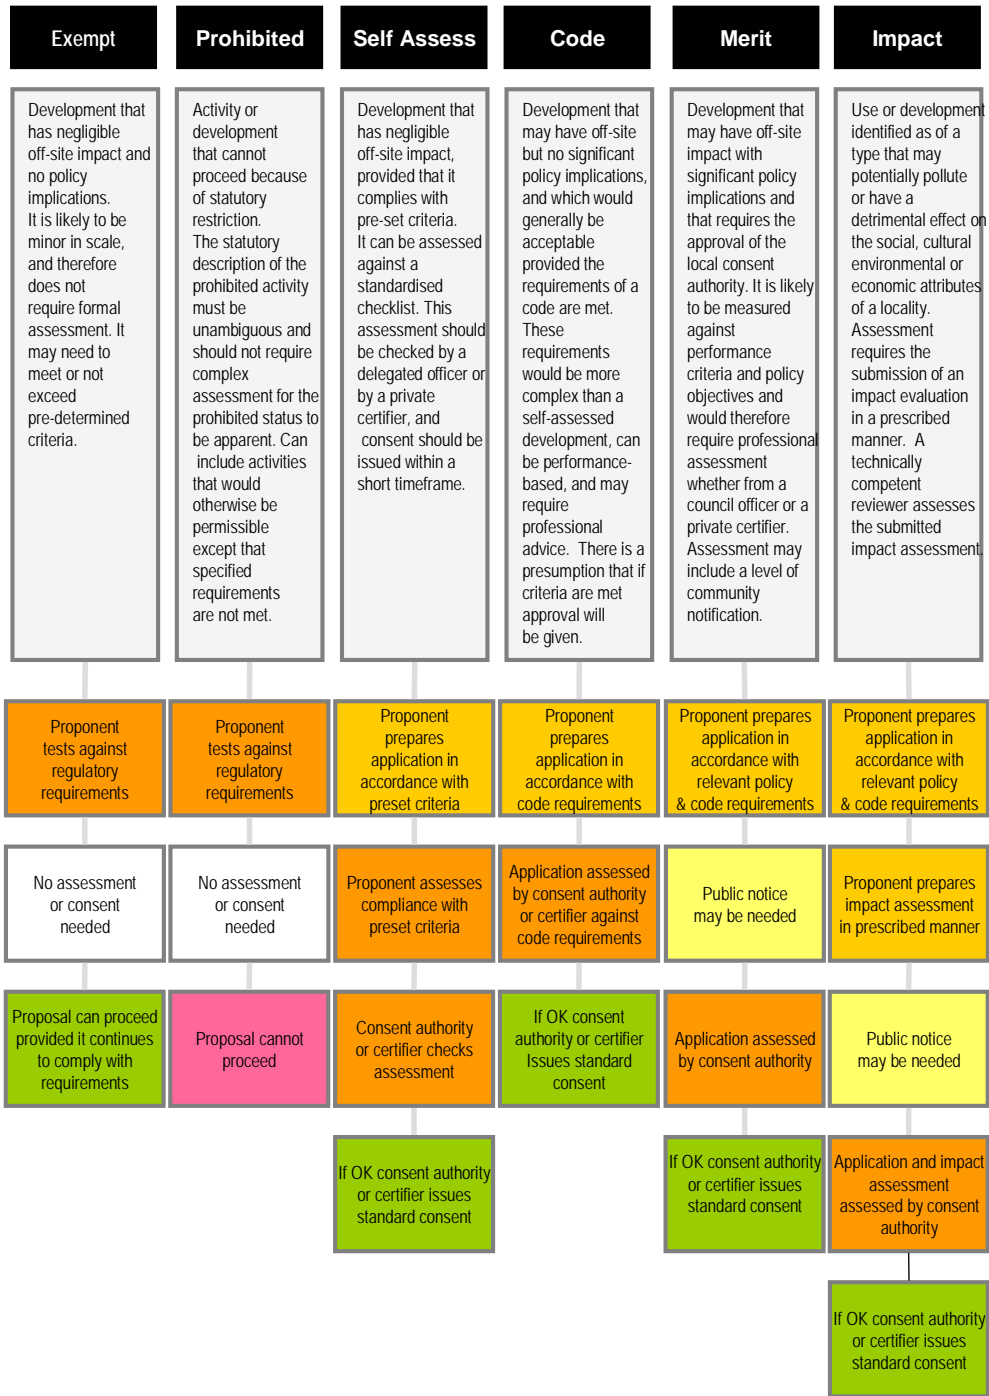 Exempt
Prohibited
Self Assess
Code
Merit
Impact
Development that
has negligible
off-site impact and
no policy
implications.
It is likely to be
minor in scale,
and therefore
does not
require formal
assessment. It
may need to
meet or not
exceed
pre-determined
criteria.
Activity or
development
that cannot
proceed because
of statutory
restriction.
The statutory
description of the
prohibited activity
must be
unambiguous and
should not require
complex
assessment for the
prohibited status to
be apparent. Can
include activities
that would
otherwise be
permissible
except that
specified
requirements
are not met.
Development that
has negligible
off-site impact,
provided that it
complies with
pre-set criteria.
It can be assessed
against a
standardised
checklist. This
assessment should
be checked by a
delegated officer or
by a private
certifier, and
consent should be
issued within a
short timeframe.
Development that
may have off-site
but no significant
policy implications,
and which would
generally be
acceptable
provided the
requirements of a
code are met.
These
requirements
would be more
complex than a
self-assessed
development, can
be performance-
based, and may
require
professional
advice.  There is a
presumption that if
criteria are met
approval will
be given.
Development that
may have off-site
impact with
significant policy
implications and
that requires the
approval of the
local consent
authority. It is likely
to be measured
against
performance
criteria and policy
objectives and
would therefore
require professional
assessment
whether from a
council officer or a
private certifier.
Assessment may
include a level of
community
notification.
Use or development
identified as of a
type that may
potentially pollute
or have a
detrimental effect on
the social, cultural
environmental or
economic attributes
of a locality.
Assessment
requires the
submission of an
impact evaluation
in a prescribed
manner.  A
technically
competent
reviewer assesses
the submitted
impact assessment.
Proponent
tests against
regulatory
requirements
Proponent
tests against
regulatory
requirements
Proponent
prepares
application in
accordance with
preset criteria
Proponent
prepares
application in
accordance with
code requirements
Proponent prepares
application in
accordance with
relevant policy
& code requirements
Proponent prepares
application in
accordance with
relevant policy
& code requirements
No assessment
or consent
needed
No assessment
or consent
needed
Proponent assesses
compliance with
preset criteria
Application assessed
by consent authority
or certifier against
code requirements
Public notice
may be needed
Proponent prepares
impact assessment
in prescribed manner
Proposal can proceed
provided it continues
to comply with
requirements
Proposal cannot
proceed
Consent authority
or certifier checks
assessment
If OK consent
authority or certifier
Issues standard
consent
Application assessed
by consent authority
Public notice
may be needed
If OK consent authority
or certifier issues
standard consent
If OK consent authority
or certifier issues
standard consent
Application and impact
assessment
assessed by consent
authority
If OK consent authority
or certifier issues
standard consent